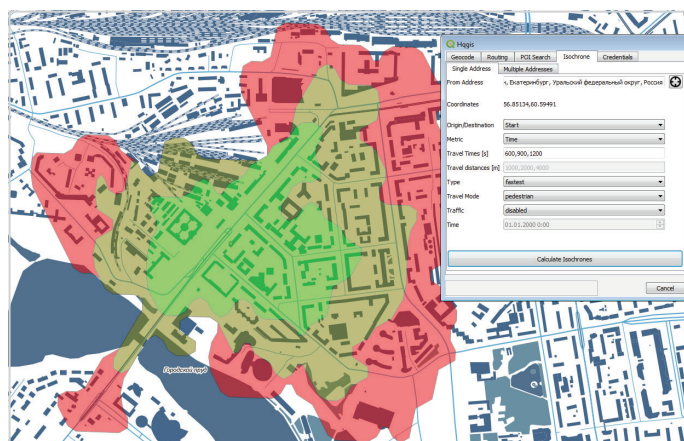 Hqgis
Geocode Routing POI Search Isochrone Credentials
Single Address Multiple Addresses
From Address , Екатеринбург, Уральский федеральный округ, Россия
Coordinates 56.85134,60.59491
Origin/Destination Start
Metric Time
Travel Times [s] 600,900,1200
Travel distances [m] 1000,2000,4000
Type fastest
Travel Mode pedestrian
Traffic disabled
Time 01.01.2000 0:00
Calculate Isochrones
Cancel
Городской пруд